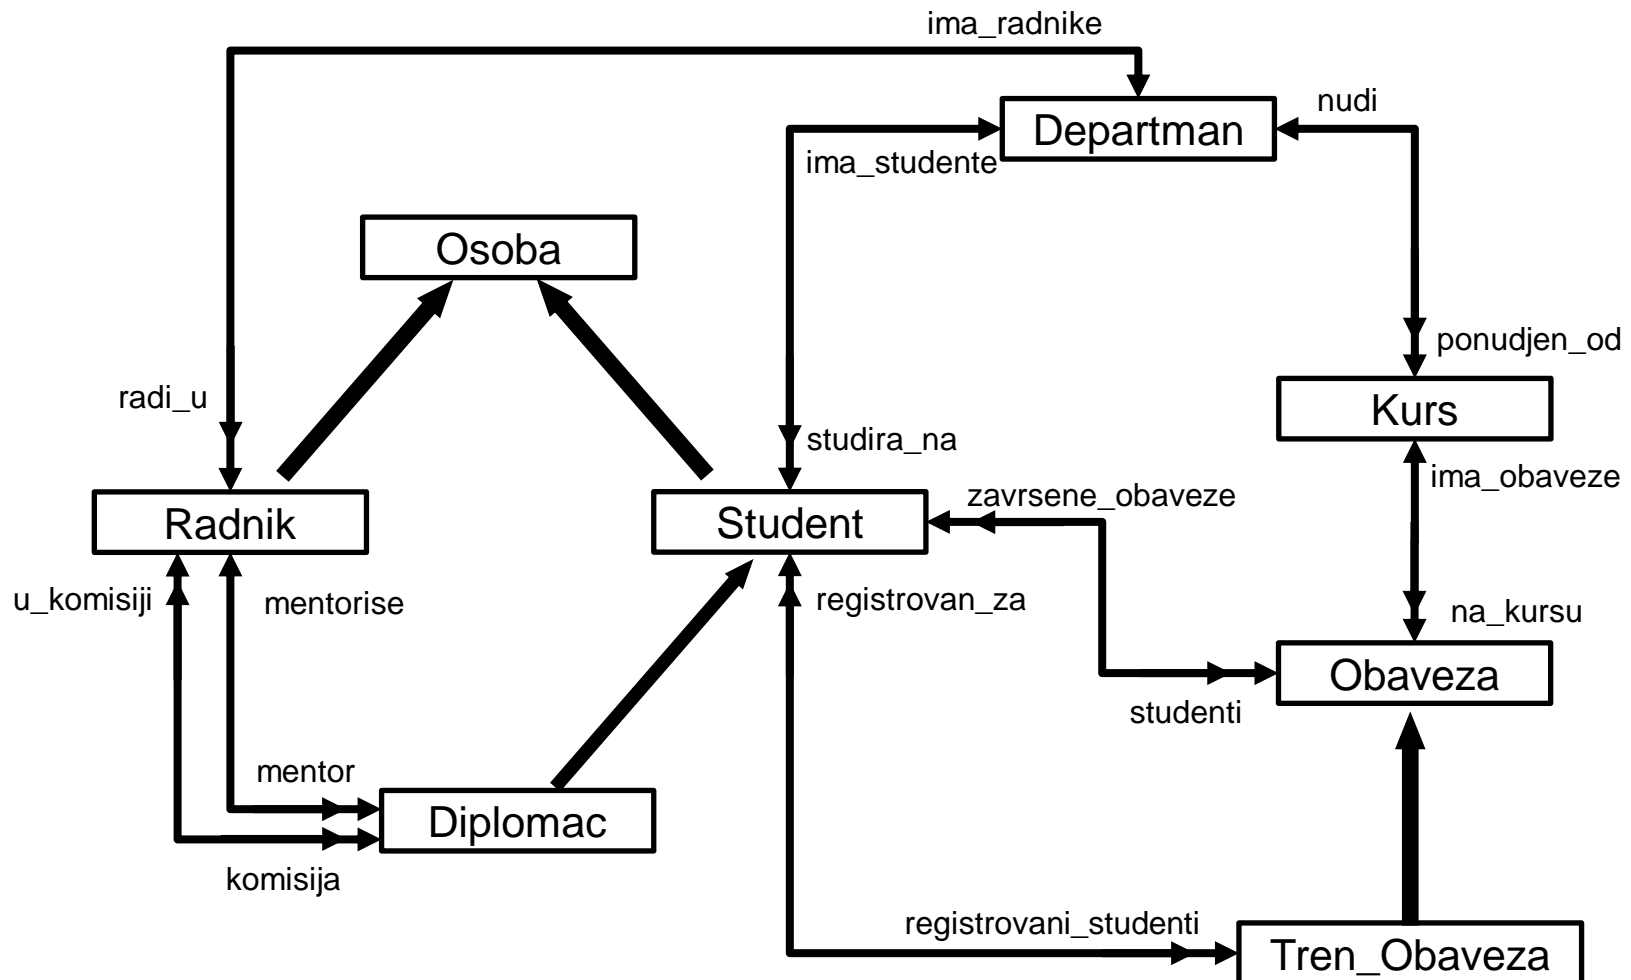 ima_radnike
nudi
Departman
ima_studente
Osoba
ponudjen_od
radi_u
Kurs
studira_na
ima_obaveze
zavrsene_obaveze
Radnik
Student
u_komisiji
mentorise
registrovan_za
na_kursu
Obaveza
studenti
mentor
Diplomac
komisija
registrovani_studenti
Tren_Obaveza